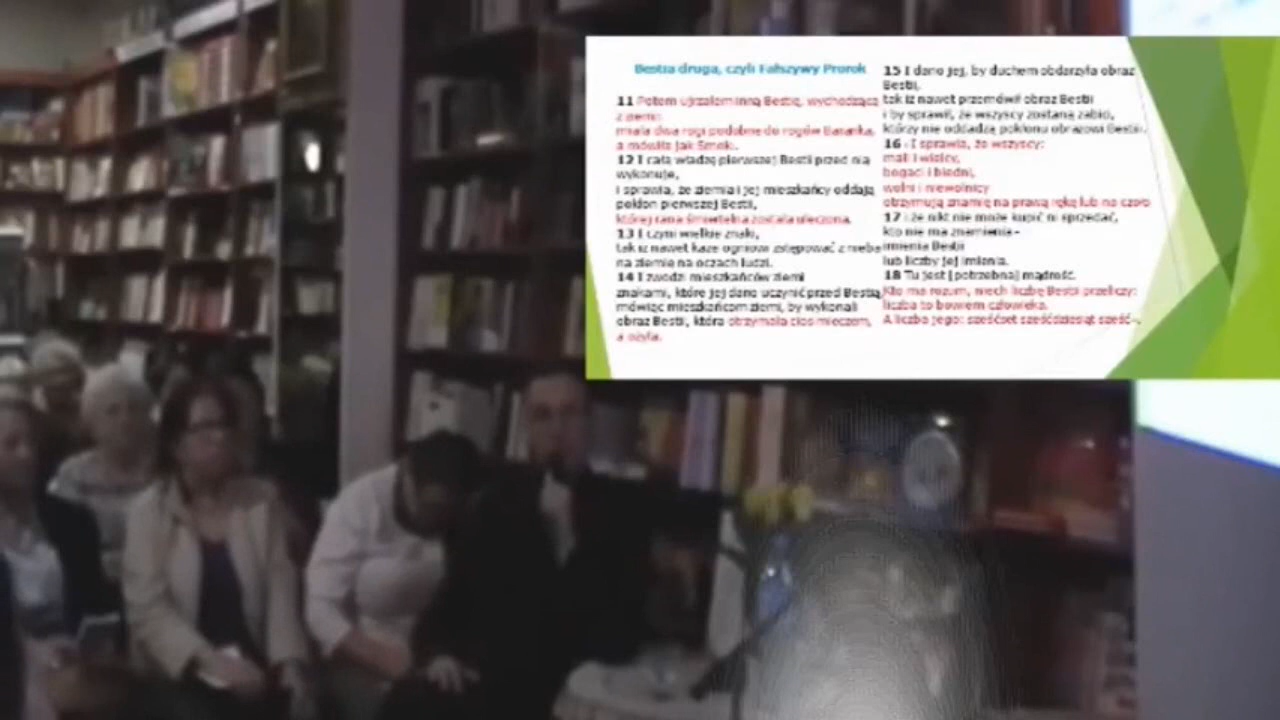 Bestia druga, czyli Fałszywy Prorok
11 Potem ujrzałem inną Bestię, wychodzącą
z ziemi:
miała dwa rogi podobne do rogów Baranka,
a mówiła jak Smok.
12 I całą władzę pierwszej Bestii przed nią
wykonuje,
i sprawia, że ziemia i jej mieszkańcy oddają
pokłon pierwszej Bestii,
której rana śmiertelna została uleczona.
13 I czyni wielkie znaki,
tak iż nawet każe ogniowi zstępować z nieba
na ziemię na oczach ludzi.
14 I zwodzi mieszkańców ziemi
znakami, które jej dano uczynić przed Bestią,
mówiąc mieszkańcom ziemi, by wykonali
obraz Bestii, która otrzymała cios mieczem,
a ożyła.
15 I dano jej, by duchem obdarzyła obraz
Bestii,
tak iż nawet przemówił obraz Bestii
i by sprawił, że wszyscy zostaną zabici,
którzy nie oddadzą pokłonu obrazowi Bestii.
16 I sprawia, że wszyscy:
mali i wielcy,
bogaci i biedni,
wolni i niewolnicy
otrzymują znamię na prawą rękę lub na czoło
17 i że nikt nie może kupić ni sprzedać,
kto nie ma znamienia -
imienia Bestii
lub liczby jej imienia.
18 Tu jest [potrzebna] mądrość.
Kto ma rozum, niech liczbę Bestii przeliczy:
liczba to bowiem człowieka.
A liczba jego: sześćset sześćdziesiąt sześć.